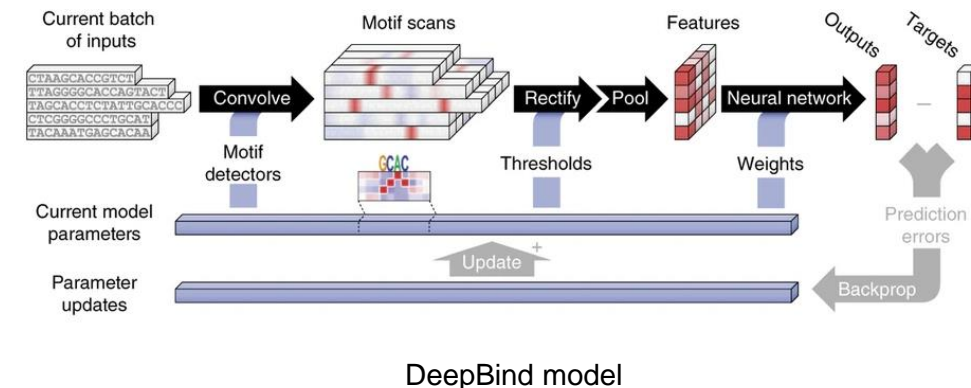 Current batch
of inputs
Motif scans
Features
Outputs
Targets
CTAAGCACCGTCT
TTAGGGGCACCAGTACT
TAGCACCTCTATTGCACCC
CTCGGGGCCCTGCAT
TACAAATGAGCACAA
Convolve
Rectify
Pool
Neural network
–
Motif
detectors
GCAC
Thresholds
Weights
Current model
parameters
Prediction
errors
Update
+
Parameter
updates
Backprop
DeepBind model